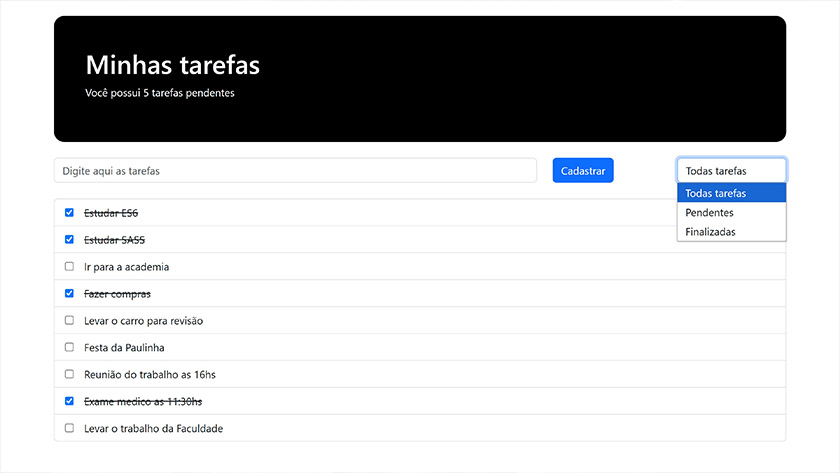 Minhas tarefas
Você possui 5 tarefas pendentes
Digite aqui as tarefas
Cadastrar
Todas tarefas
Todas tarefas
Pendentes
Finalizadas
Estudar ES6
Estudar SASS
Ir para a academia
Fazer compras
Levar o carro para revisão
Festa da Paulinha
Reunião do trabalho as 16hs
Exame medico as 11:30hs
Levar o trabalho da Faculdade